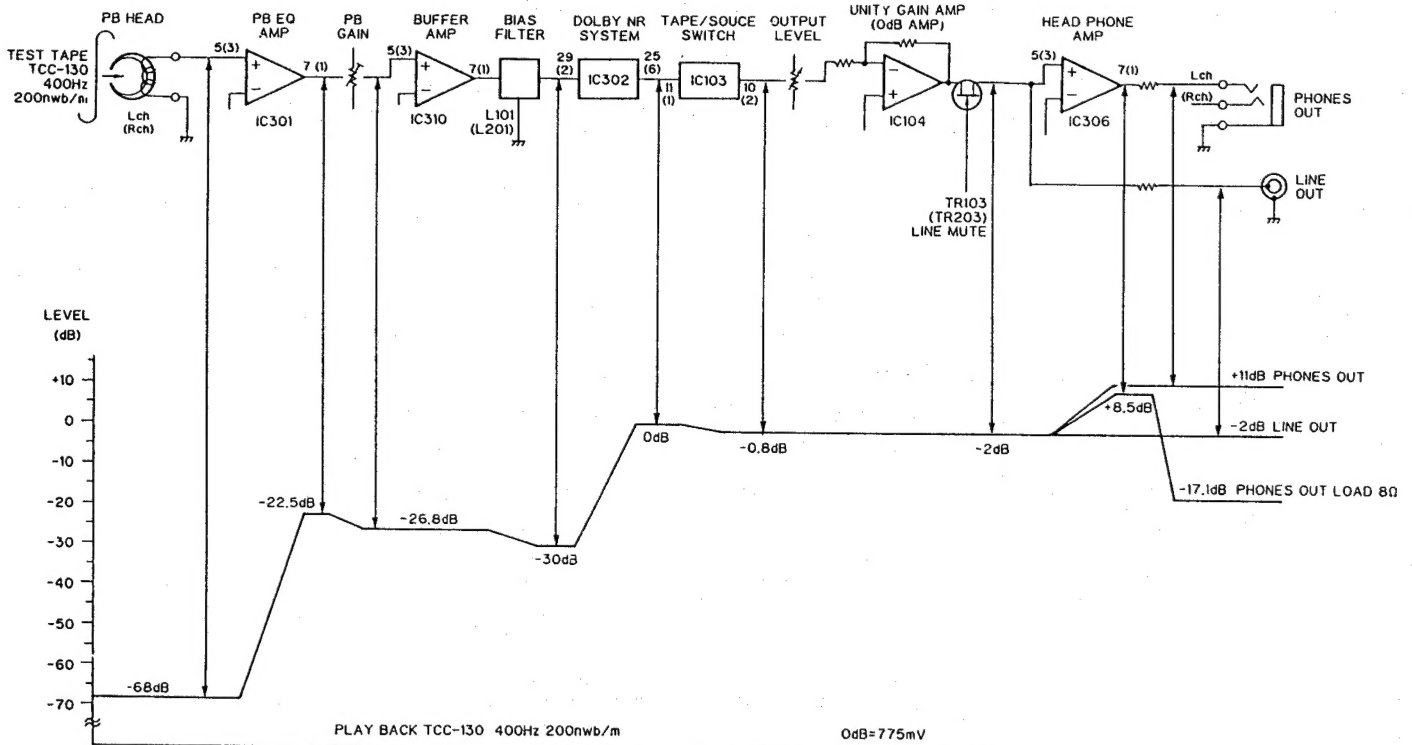 PB HEAD
PB EQ
AMP
PB
GAIN
BUFFER
AMP
BIAS
FILTER
DOLBY NR
SYSTEM
TAPE/SOUCE
SWITCH
OUTPUT
LEVEL
UNITY GAIN AMP
(0dB AMP)
HEAD PHONE
AMP
TEST TAPE
TCC-130
400Hz
200nwb/m
Lch
(Rch)
5(3)
+
−
7 (1)
IC301
5(3)
+
−
7(1)
IC310
L101
(L201)
29
(2)
IC302
25
(6)
11
(1)
IC103
10
(2)
−
+
IC104
TR103
(TR203)
LINE MUTE
5(3)
+
−
7(1)
IC306
Lch
(Rch)
PHONES
OUT
LINE
OUT
LEVEL
(dB)
+10
0
-10
-20
-30
-40
-50
-60
-70
-68dB
-22.5dB
-26.8dB
-30dB
0dB
-0.8dB
-2dB
+8.5dB
+11dB PHONES OUT
-2dB LINE OUT
-17.1dB PHONES OUT LOAD 8Ω
PLAY BACK TCC-130 400Hz 200nwb/m
0dB=775mV